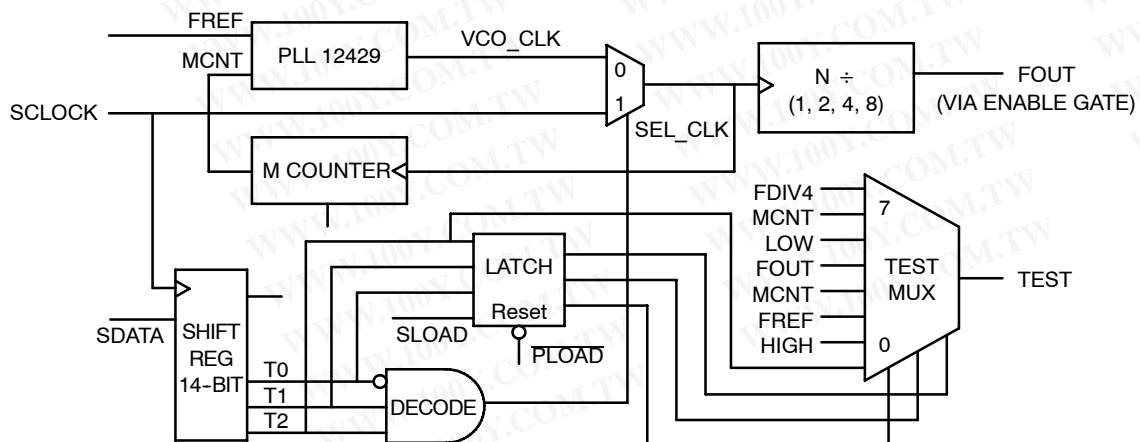 FREF
MCNT
PLL 12429
VCO_CLK
0
1
N ÷
(1, 2, 4, 8)
FOUT
(VIA ENABLE GATE)
SCLOCK
SEL_CLK
M COUNTER
FDIV4
MCNT
LOW
FOUT
MCNT
FREF
HIGH
7
TEST
MUX
0
TEST
LATCH
Reset
SLOAD
PLOAD
SDATA
SHIFT
REG
14-BIT
T0
T1
T2
DECODE
WWW.100Y.COM.TW